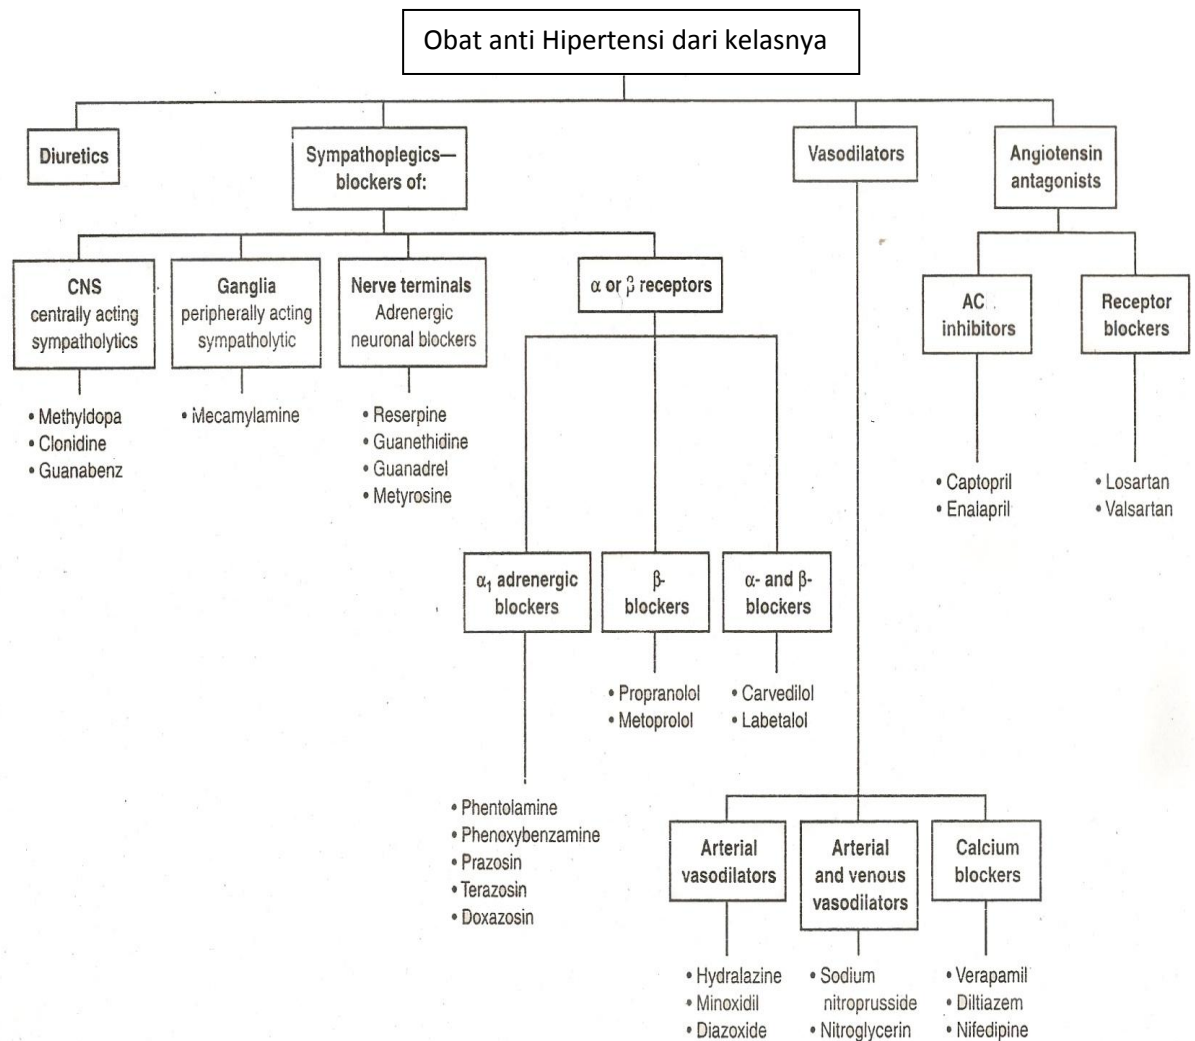 Obat anti Hipertensi dari kelasnya
Diuretics
Sympathoplegics—
blockers of:
Vasodilators
Angiotensin
antagonists
CNS
centrally acting
sympatholytics
Ganglia
peripherally acting
sympatholytic
Nerve terminals
Adrenergic
neuronal blockers
α or β receptors
AC
inhibitors
Receptor
blockers
• Methyldopa
• Clonidine
• Guanabenz
• Mecamylamine
• Reserpine
• Guanethidine
• Guanadrel
• Metyrosine
• Captopril
• Enalapril
• Losartan
• Valsartan
α₁ adrenergic
blockers
β-
blockers
α- and β-
blockers
• Propranolol
• Metoprolol
• Carvedilol
• Labetalol
• Phentolamine
• Phenoxybenzamine
• Prazosin
• Terazosin
• Doxazosin
Arterial
vasodilators
Arterial
and venous
vasodilators
Calcium
blockers
• Hydralazine
• Minoxidil
• Diazoxide
• Sodium
nitroprusside
• Nitroglycerin
• Verapamil
• Diltiazem
• Nifedipine